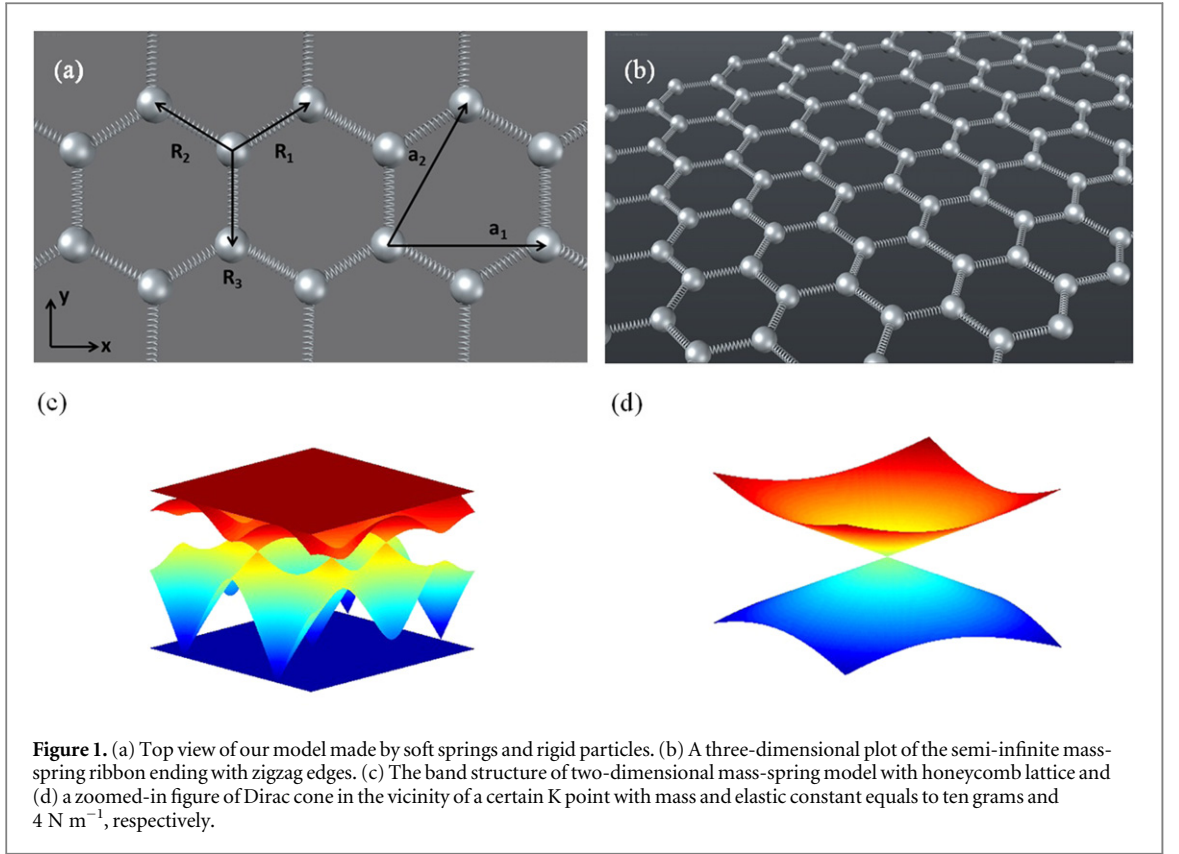 (a)
(b)
R₂
R₁
a₂
a₁
R₃
y
x
(c)
(d)
Figure 1. (a) Top view of our model made by soft springs and rigid particles. (b) A three-dimensional plot of the semi-infinite mass-
spring ribbon ending with zigzag edges. (c) The band structure of two-dimensional mass-spring model with honeycomb lattice and
(d) a zoomed-in figure of Dirac cone in the vicinity of a certain K point with mass and elastic constant equals to ten grams and
4 N m⁻¹, respectively.